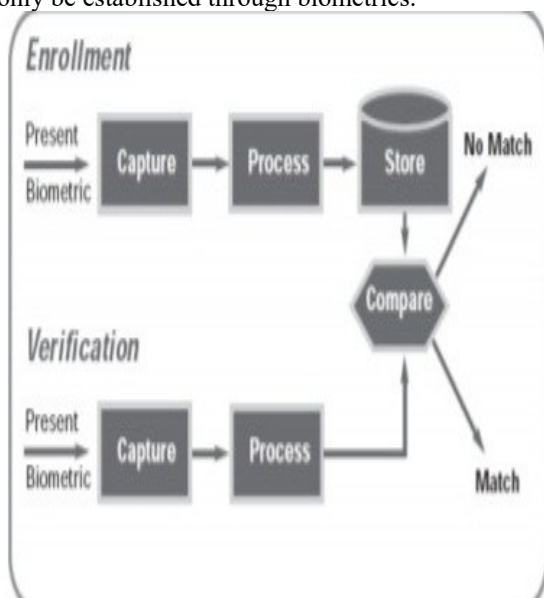 only be established through biometrics.
Enrollment
Present
Biometric
Capture
Process
Store
No Match
Compare
Verification
Present
Biometric
Capture
Process
Match